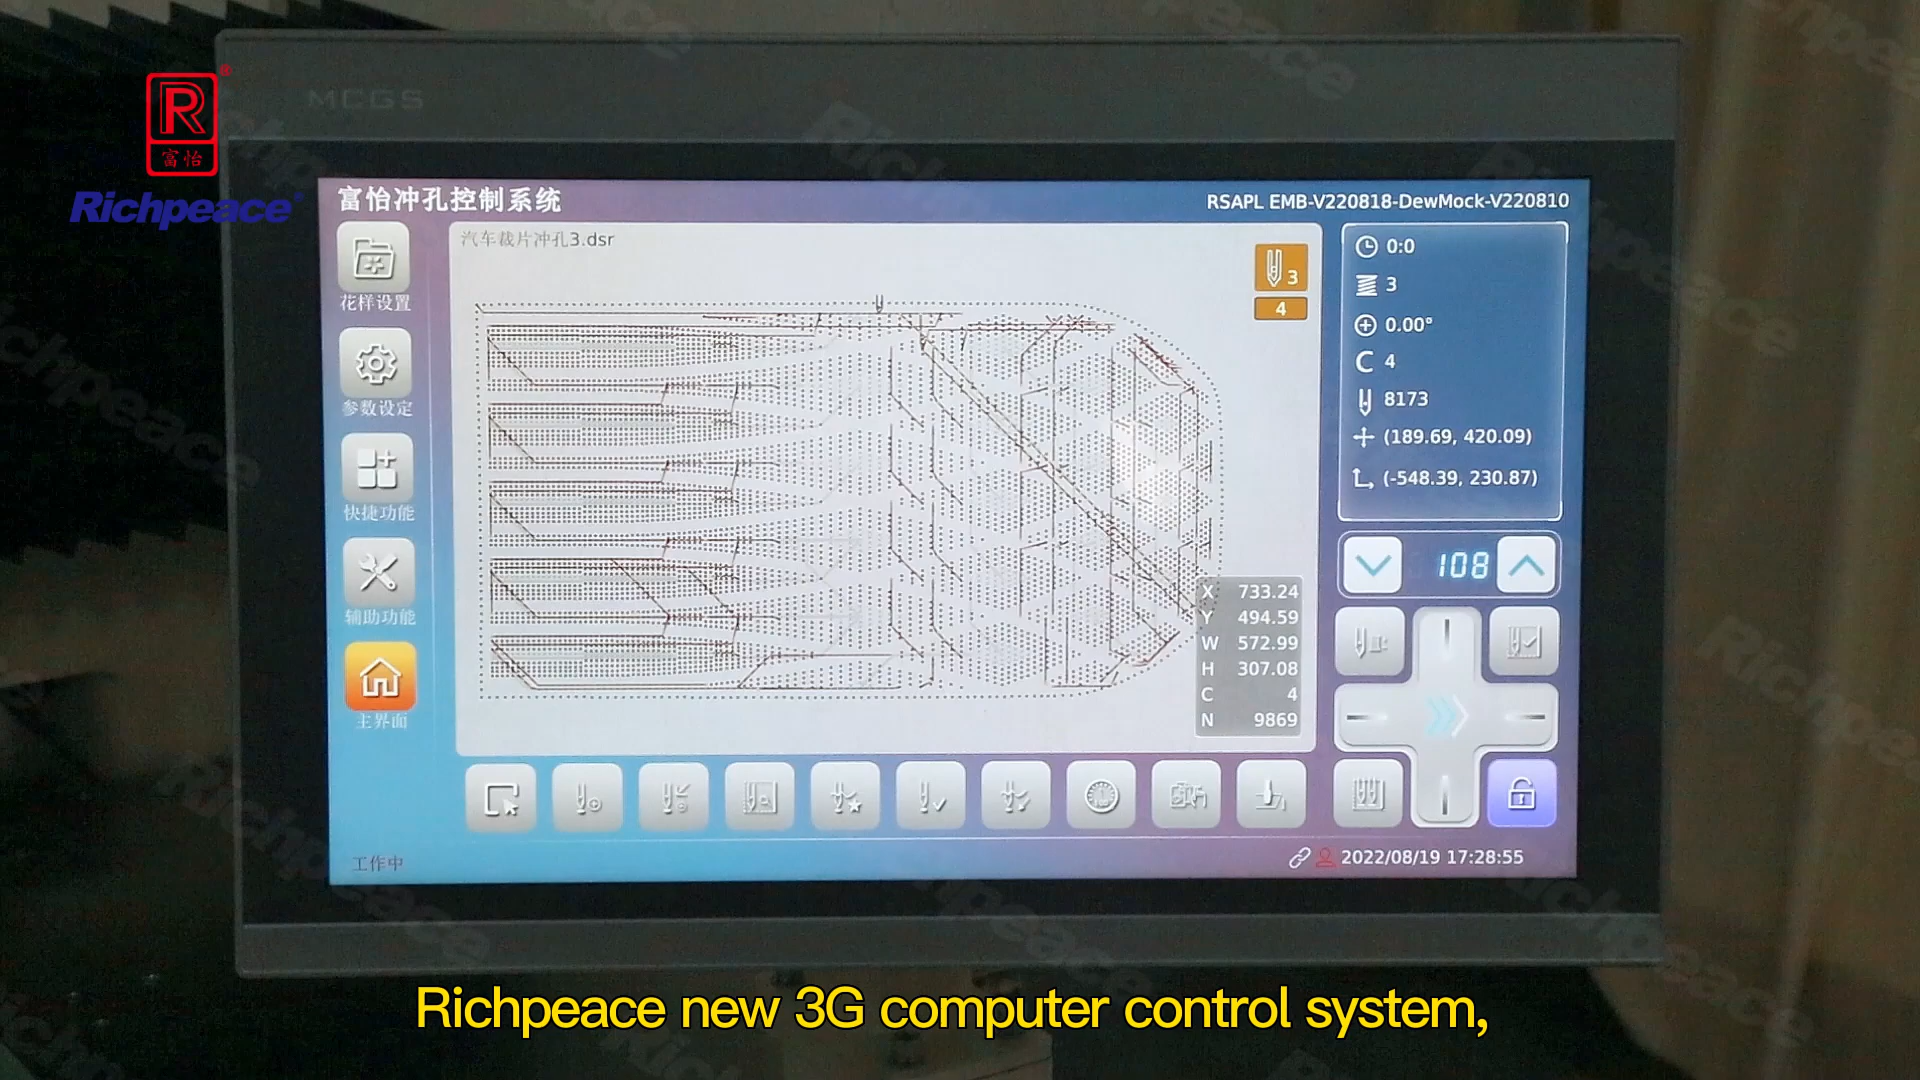 MCGS
R
®
富怡
Richpeace
富怡冲孔控制系统
RSAPL EMB-V220818-DewMock-V220810
汽车裁片冲孔3.dsr
3
4
花样设置
参数设定
快捷功能
辅助功能
主界面
0:0
3
0.00°
C 4
8173
(189.69, 420.09)
(-548.39, 230.87)
108
X 733.24
Y 494.59
W 572.99
H 307.08
C 4
N 9869
工作中
2022/08/19 17:28:55
Richpeace new 3G computer control system,